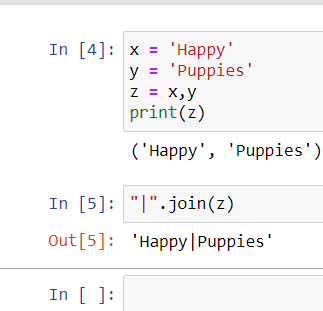 In [4]: x = 'Happy'
y = 'Puppies'
z = x,y
print(z)
('Happy', 'Puppies')
In [5]: "|".join(z)
Out[5]: 'Happy|Puppies'
In [ ]: